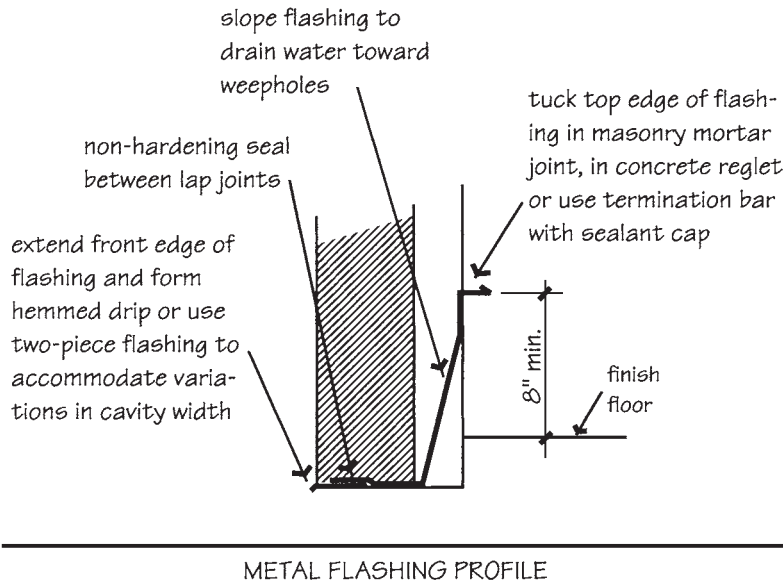 slope flashing to
drain water toward
weepholes
tuck top edge of flash-
ing in masonry mortar
joint, in concrete reglet
or use termination bar
with sealant cap
non-hardening seal
between lap joints
extend front edge of
flashing and form
hemmed drip or use
two-piece flashing to
accommodate varia-
tions in cavity width
8" min.
finish
floor
METAL FLASHING PROFILE